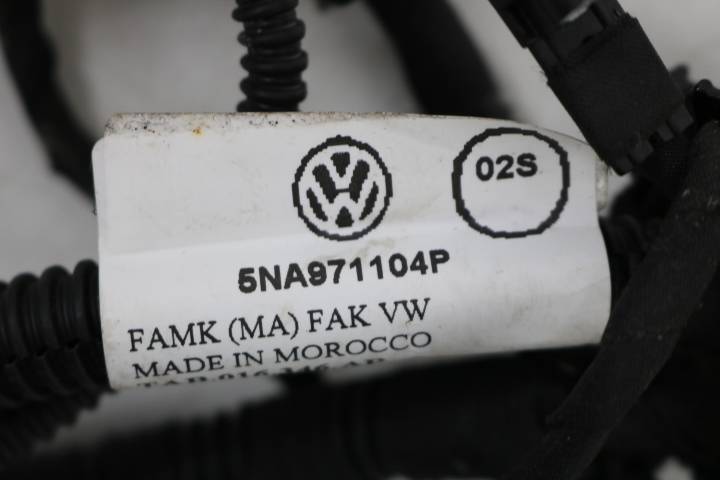 02S
5NA971104P
FAMK (MA) FAK VW
MADE IN MOROCCO